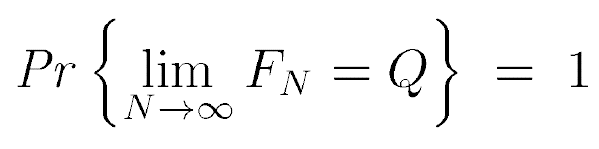 Pr { lim_{N→∞} F_N = Q } = 1